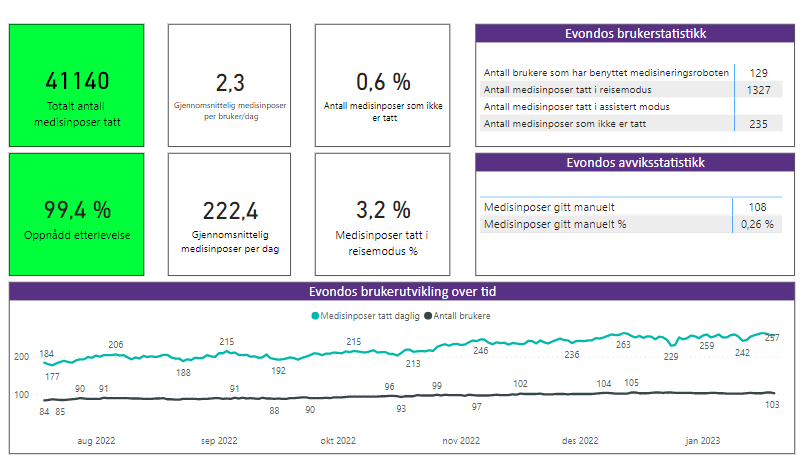 41140
Totalt antall
medisinposer tatt
2,3
Gjennomsnittelig medisinposer
per bruker/dag
0,6 %
Antall medisinposer som ikke
er tatt
Evondos brukerstatistikk
Antall brukere som har benyttet medisineringsroboten 129
Antall medisinposer tatt i reisemodus 1327
Antall medisinposer tatt i assistert modus
Antall medisinposer som ikke er tatt 235
99,4 %
Oppnådd etterlevelse
222,4
Gjennomsnittelig
medisinposer per dag
3,2 %
Medisinposer tatt i
reisemodus %
Evondos avviksstatistikk
Medisinposer gitt manuelt 108
Medisinposer gitt manuelt % 0,26 %
Evondos brukerutvikling over tid
Medisinposer tatt daglig Antall brukere
200
100
184 177 206 188 215 192 215 213 246 236 263 229 259 242 257
84 85 90 91 91 88 90 96 93 99 97 102 104 105 103
aug 2022 sep 2022 okt 2022 nov 2022 des 2022 jan 2023